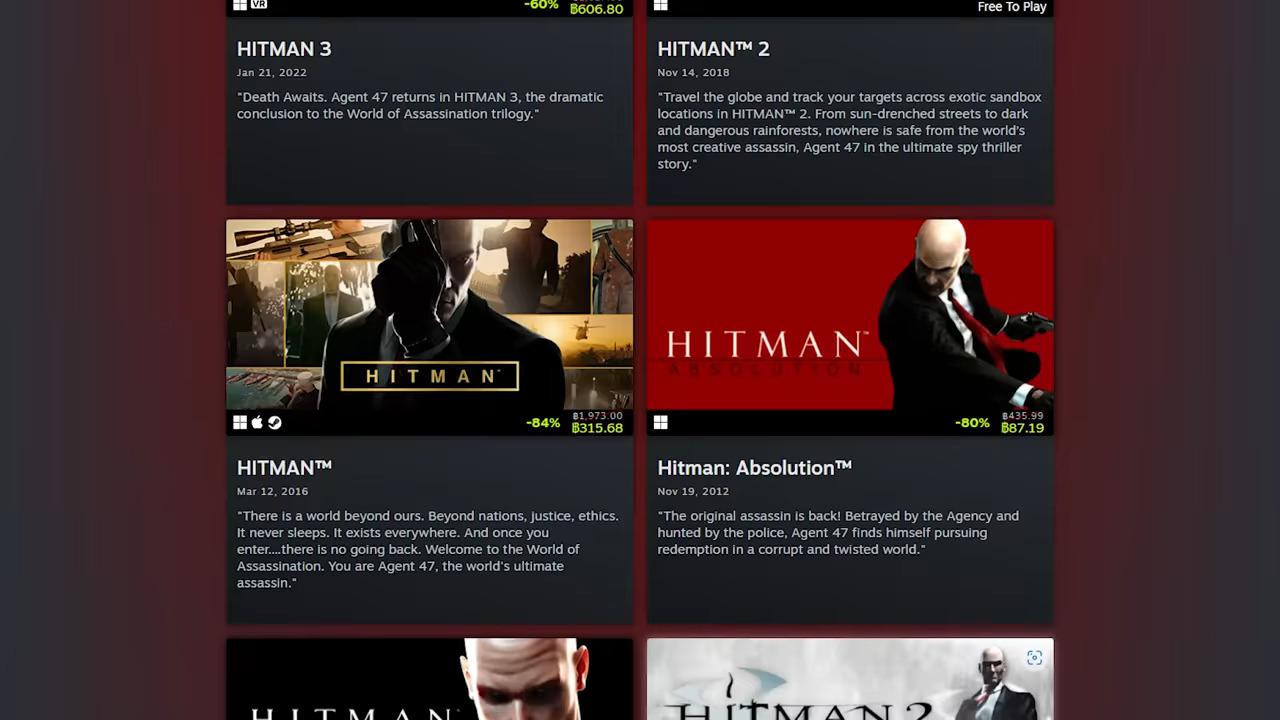 VR
-60%
฿606.80
Free To Play
HITMAN 3
Jan 21, 2022
"Death Awaits. Agent 47 returns in HITMAN 3, the dramatic
conclusion to the World of Assassination trilogy."
HITMAN™ 2
Nov 14, 2018
"Travel the globe and track your targets across exotic sandbox
locations in HITMAN™ 2. From sun-drenched streets to dark
and dangerous rainforests, nowhere is safe from the world's
most creative assassin, Agent 47 in the ultimate spy thriller
story."
HITMAN™
-84%
฿1,973.00
฿315.68
HITMAN™
ABSOLUTION
-80%
฿435.99
฿87.19
HITMAN™
Mar 12, 2016
"There is a world beyond ours. Beyond nations, justice, ethics.
It never sleeps. It exists everywhere. And once you
enter....there is no going back. Welcome to the World of
Assassination. You are Agent 47, the world's ultimate
assassin."
Hitman: Absolution™
Nov 19, 2012
"The original assassin is back! Betrayed by the Agency and
hunted by the police, Agent 47 finds himself pursuing
redemption in a corrupt and twisted world."
HITMAN
HITMAN 2